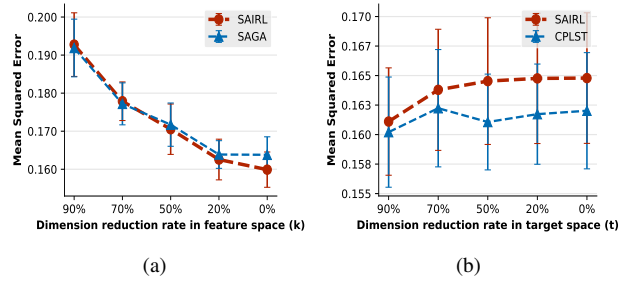 0.200
0.190
0.180
0.170
0.160
Mean Squared Error
SAIRL
SAGA
90% 70% 50% 20% 0%
Dimension reduction rate in feature space (k)
(a)
0.170
0.167
0.165
0.163
0.160
0.158
0.155
Mean Squared Error
SAIRL
CPLST
90% 70% 50% 20% 0%
Dimension reduction rate in target space (t)
(b)